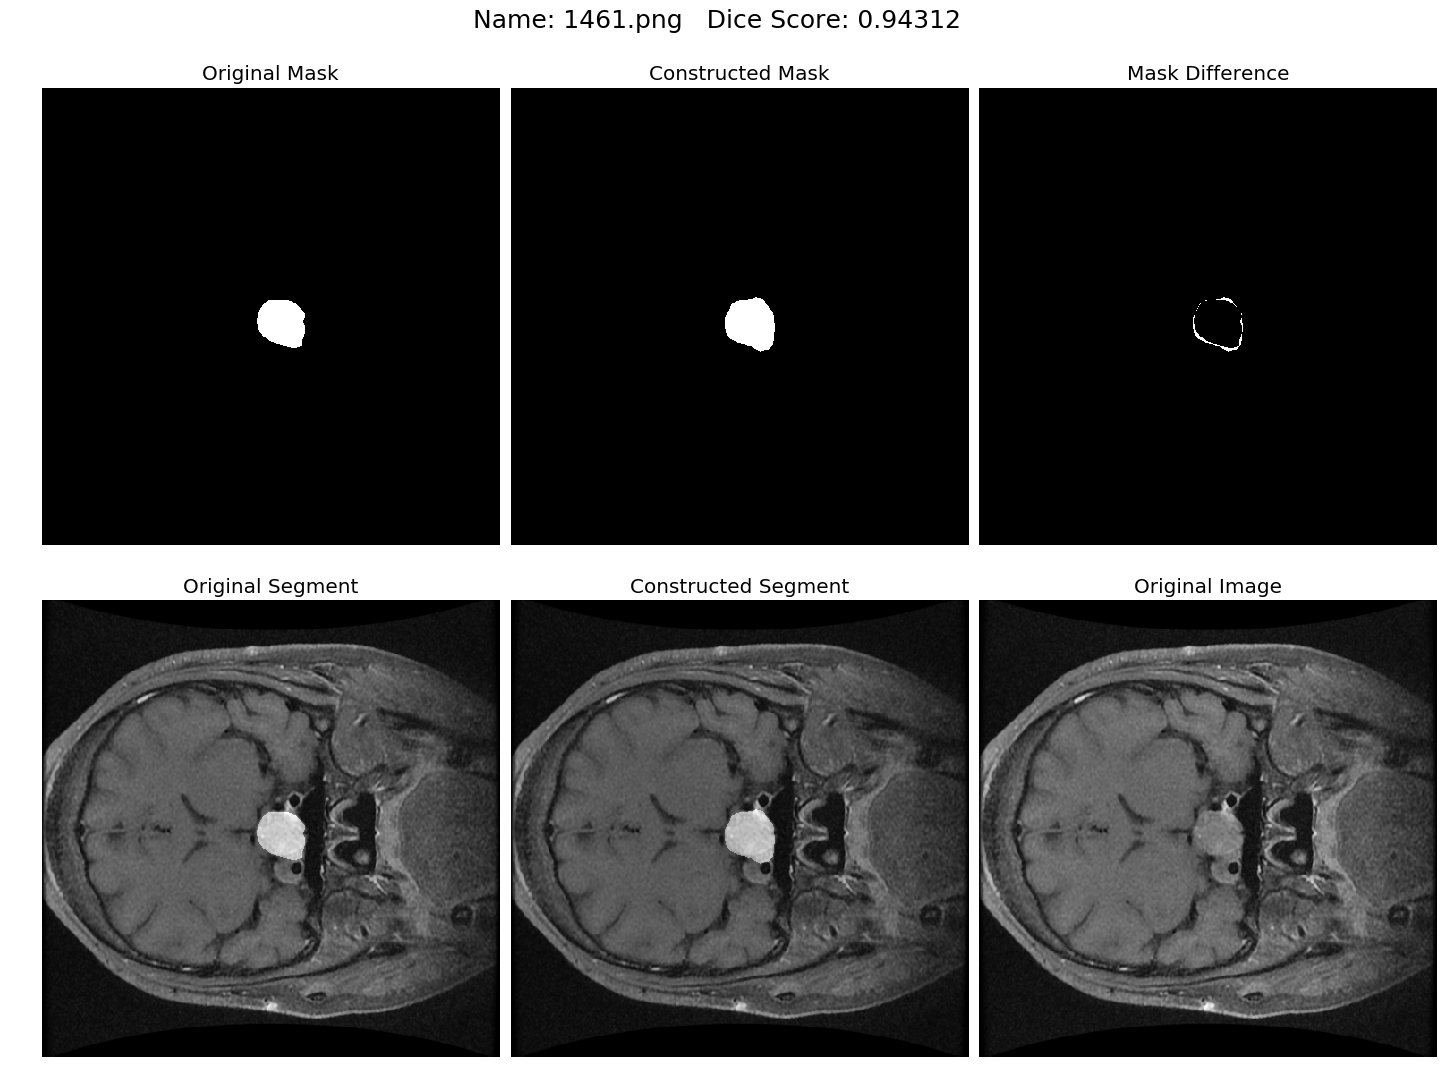 Name: 1461.png   Dice Score: 0.94312
Original Mask
Constructed Mask
Mask Difference
Original Segment
Constructed Segment
Original Image